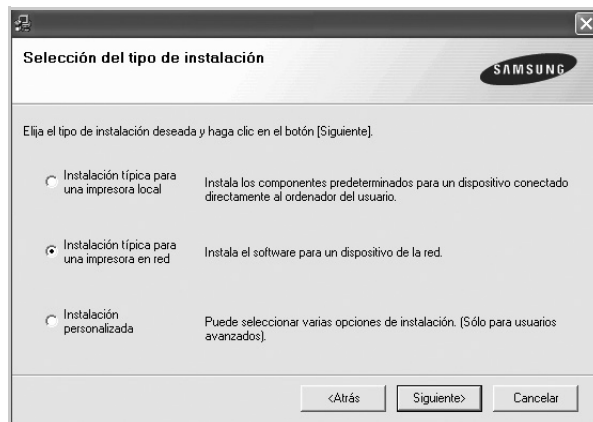 Selección del tipo de instalación
SAMSUNG
Elija el tipo de instalación deseada y haga clic en el botón [Siguiente].
Instalación típica para
una impresora local
Instala los componentes predeterminados para un dispositivo conectado
directamente al ordenador del usuario.
Instalación típica para
una impresora en red
Instala el software para un dispositivo de la red.
Instalación
personalizada
Puede seleccionar varias opciones de instalación. (Sólo para usuarios
avanzados).
<Atrás
Siguiente>
Cancelar